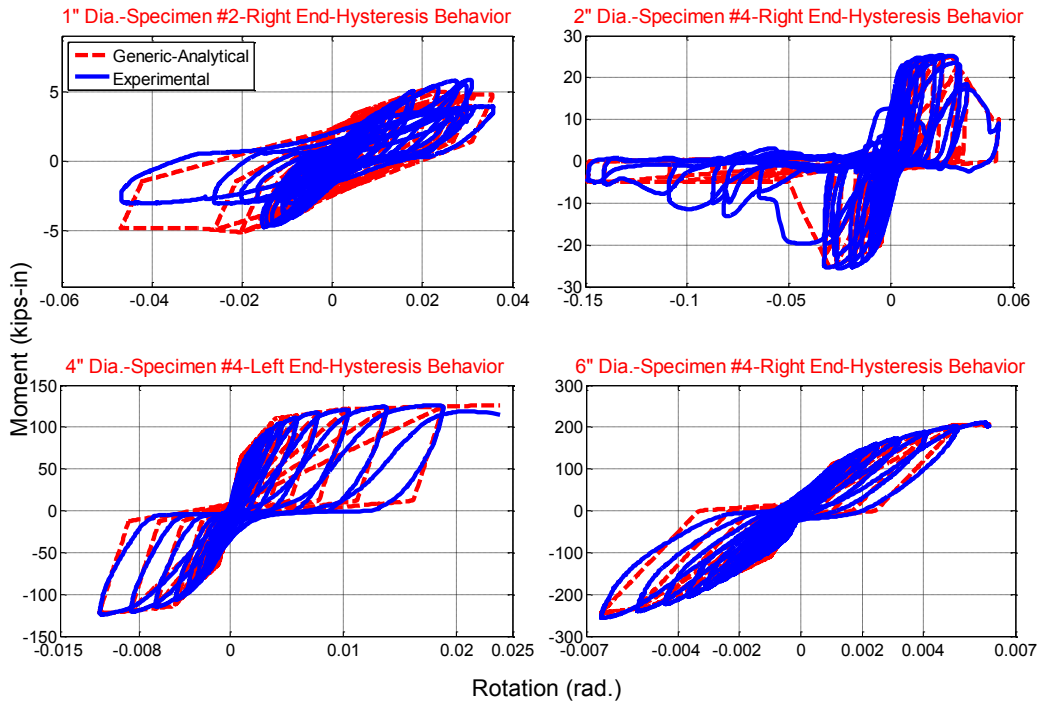 1" Dia.-Specimen #2-Right End-Hysteresis Behavior
2" Dia.-Specimen #4-Right End-Hysteresis Behavior
Generic-Analytical
Experimental
5
0
-5
-0.06 -0.04 -0.02 0 0.02 0.04
30
20
10
0
-10
-20
-30
-0.15 -0.1 -0.05 0 0.06
Moment (kips-in)
4" Dia.-Specimen #4-Left End-Hysteresis Behavior
6" Dia.-Specimen #4-Right End-Hysteresis Behavior
150
100
50
0
-50
-100
-150
-0.015 -0.008 0 0.01 0.02 0.025
300
200
100
0
-100
-200
-300
-0.007 -0.004 -0.002 0 0.002 0.004 0.007
Rotation (rad.)